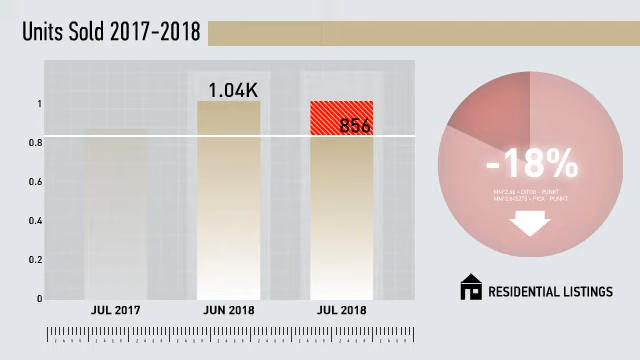 Units Sold 2017-2018
1.04K
856
1
0.8
0.6
0.4
0.2
0
JUL 2017
JUN 2018
JUL 2018
-18%
RESIDENTIAL LISTINGS